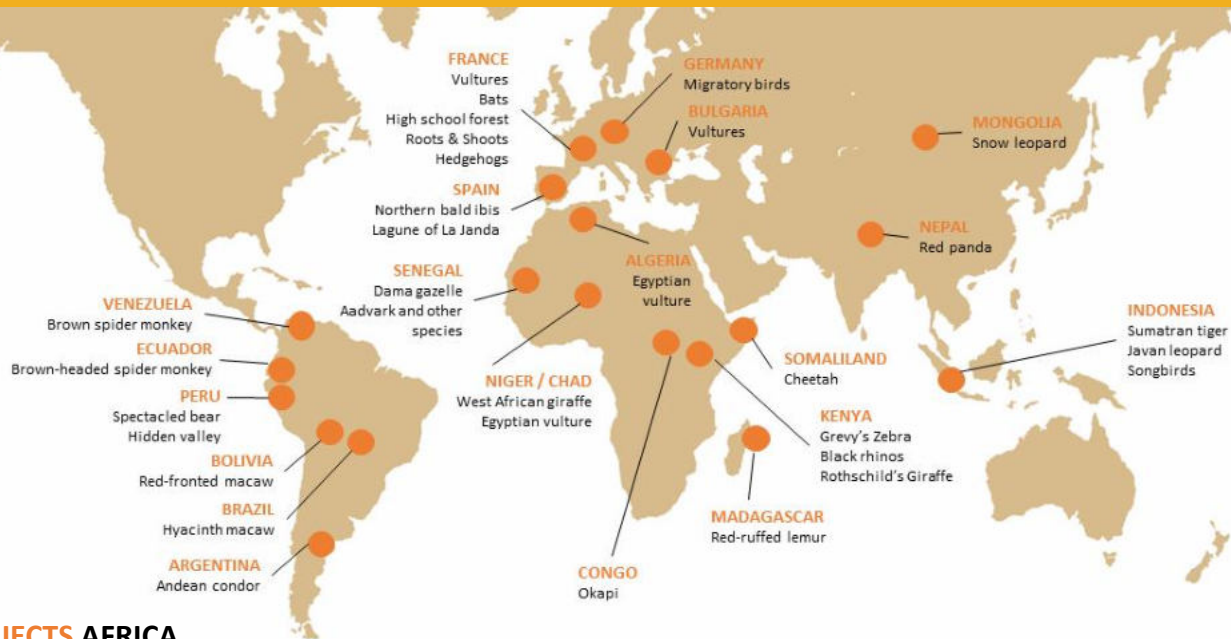 FRANCE
Vultures
Bats
High school forest
Roots & Shoots
Hedgehogs
GERMANY
Migratory birds
BULGARIA
Vultures
MONGOLIA
Snow leopard
SPAIN
Northern bald ibis
Lagune of La Janda
NEPAL
Red panda
ALGERIA
Egyptian
vulture
SENEGAL
Dama gazelle
Aadvark and other
species
VENEZUELA
Brown spider monkey
ECUADOR
Brown-headed spider monkey
PERU
Spectacled bear
Hidden valley
BOLIVIA
Red-fronted macaw
BRAZIL
Hyacinth macaw
ARGENTINA
Andean condor
NIGER / CHAD
West African giraffe
Egyptian vulture
SOMALILAND
Cheetah
INDONESIA
Sumatran tiger
Javan leopard
Songbirds
KENYA
Grevy's Zebra
Black rhinos
Rothschild's Giraffe
MADAGASCAR
Red-ruffed lemur
CONGO
Okapi
JECTS AFRICA